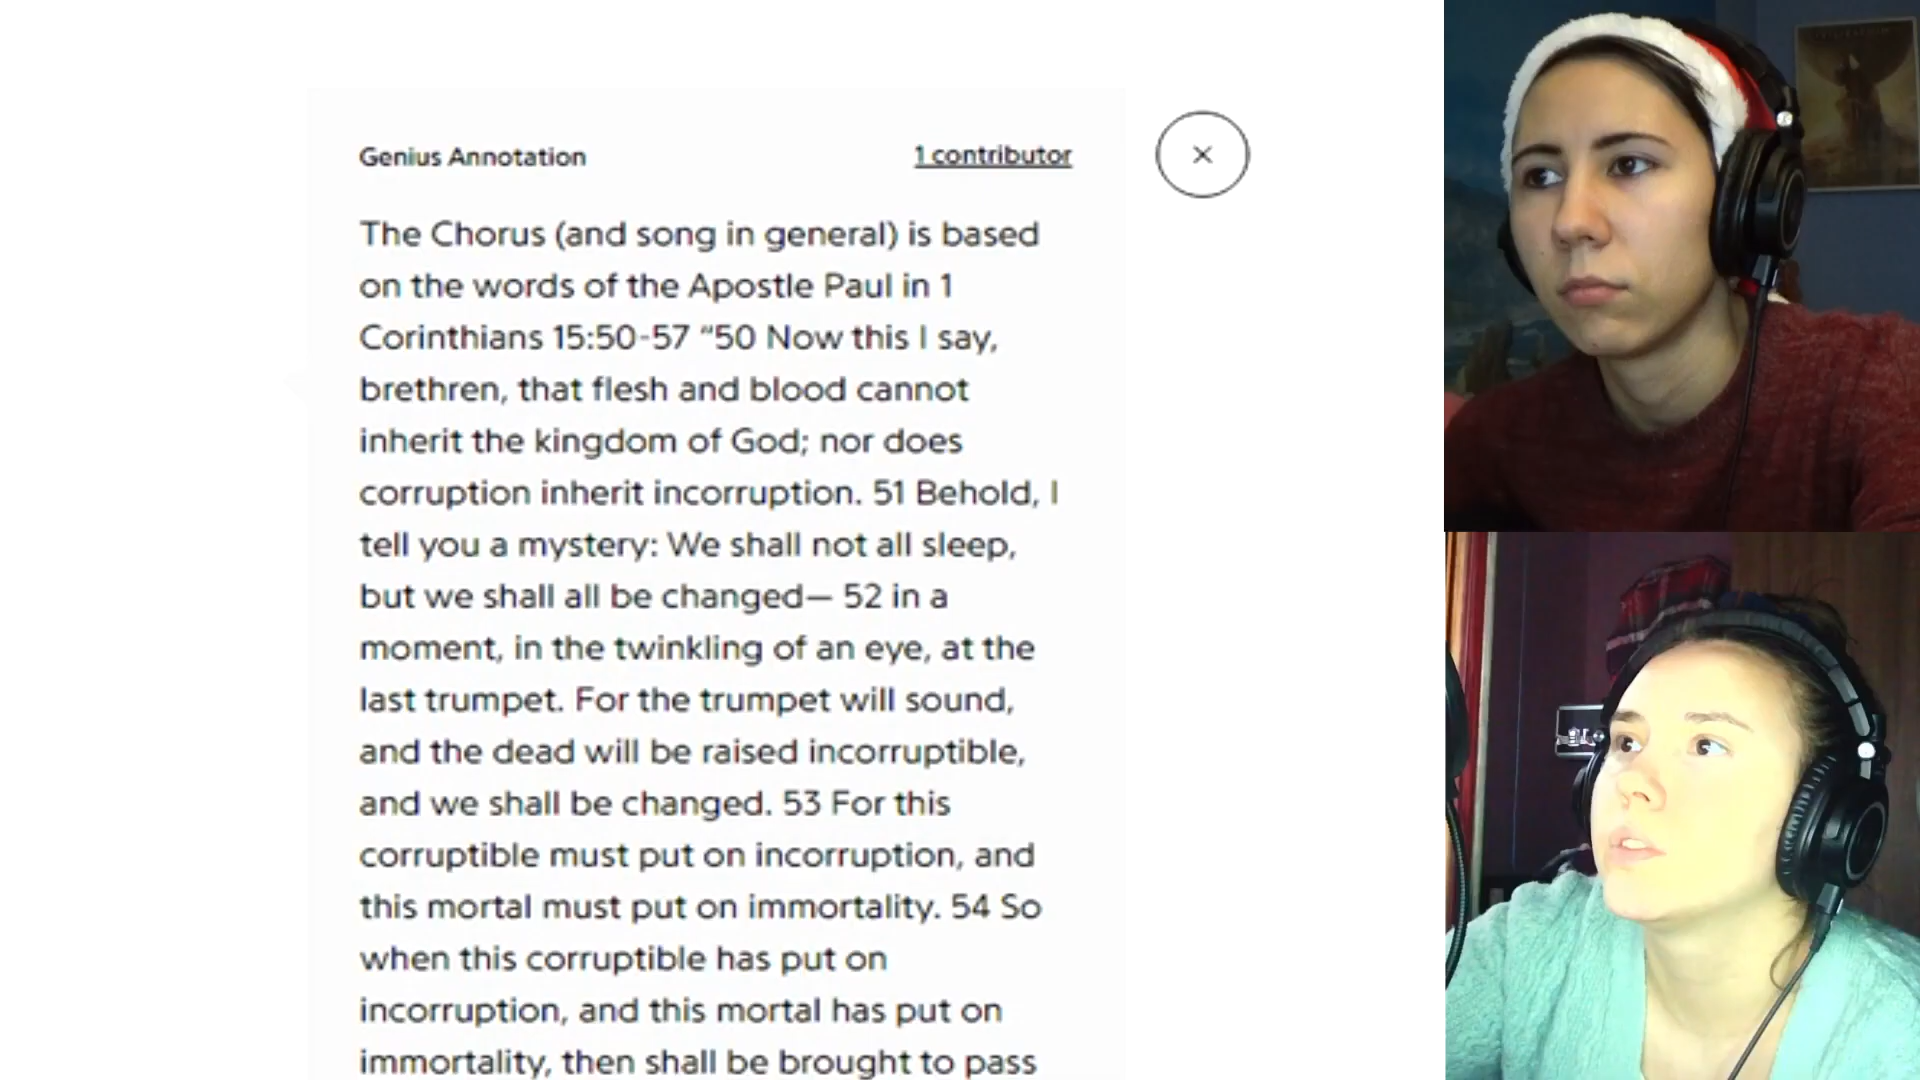 Genius Annotation
1 contributor
The Chorus (and song in general) is based
on the words of the Apostle Paul in 1
Corinthians 15:50-57 “50 Now this I say,
brethren, that flesh and blood cannot
inherit the kingdom of God; nor does
corruption inherit incorruption. 51 Behold, I
tell you a mystery: We shall not all sleep,
but we shall all be changed— 52 in a
moment, in the twinkling of an eye, at the
last trumpet. For the trumpet will sound,
and the dead will be raised incorruptible,
and we shall be changed. 53 For this
corruptible must put on incorruption, and
this mortal must put on immortality. 54 So
when this corruptible has put on
incorruption, and this mortal has put on
immortality, then shall be brought to pass